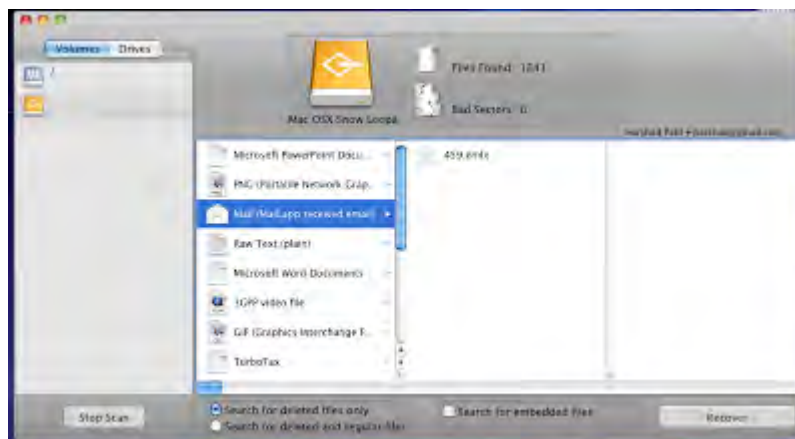 Volumes Drives
/
Mac OSX Snow Leopa
Files Found: 1241
Bad Sectors: 0
Microsoft PowerPoint Docu...
PNG (Portable Network Grap...
Mail (Mail.app received email)
Raw Text (plain)
Microsoft Word Documents
3GPP video file
GIF (Graphics Interchange F...
TurboTax
459.emlx
Stop Scan
Search for deleted files only
Search for deleted and regular files
Search for embedded files
Recover